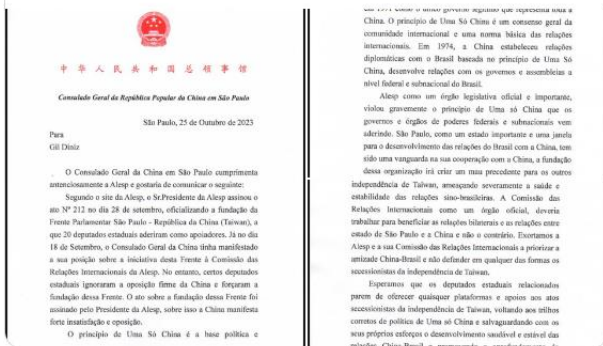 中华人民共和国总领事馆
Consulado Geral da República Popular da China em São Paulo
São Paulo, 25 de Outubro de 2023
Para
Gil Diniz
O Consulado Geral da China em São Paulo cumprimenta
antenciosamente a Alesp e gostaria de comunicar o seguinte:
Segundo o site da Alesp, o Sr.Presidente da Alesp assinou o
ato Nº 212 no dia 28 de setembro, oficializando a fundação da
Frente Parlamentar São Paulo - República da China (Taiwan), a
que 20 deputados estaduais aderiram como apoiadores. Já no dia
18 de Setembro, o Consulado Geral da China tinha manifestado
a sua posição sobre a iniciativa desta Frente à Comissão das
Relações Internacionais da Alesp. No entanto, certos deputados
estaduais ignoraram a oposição firme da China e forçaram a
fundação dessa Frente. O ato sobre a fundação dessa Frente foi
assinado pelo Presidente da Alesp, sobre isso a China manifesta
forte insatisfação e oposição.
O princípio de Uma Só China é a base política e
em 1971 como o único governo legítimo que representa toda a
China. O princípio de Uma Só China é um consenso geral da
comunidade internacional e uma norma básica das relações
internacionais. Em 1974, a China estabeleceu relações
diplomáticas com o Brasil baseada no princípio de Uma Só
China, desenvolve relações com os governos e assembleias a
nível federal e subnacional do Brasil.
Alesp como um órgão legislativo oficial e importante,
violou gravemente o princípio de Uma só China que os
governos e órgãos de poderes federais e subnacionais vem
aderindo. São Paulo, como um estado importante e uma janela
para o desenvolvimento das relações do Brasil com a China, tem
sido uma vanguarda na sua cooperação com a China, a fundação
dessa organização irá criar um mau precedente para os outros
independência de Taiwan, ameaçando severamente a saúde e
estabilidade das relações sino-brasileiras. A Comissão das
Relações Internacionais como um órgão oficial, deveria
trabalhar para beneficiar as relações bilaterais e as relações entre
estado de São Paulo e a China e não o contrário. Exortamos a
Alesp e a sua Comissão das Relações Internacionais a priorizar a
amizade China-Brasil e não defender em qualquer das formas os
secessionistas da independência de Taiwan.
Esperamos que os deputados estaduais relacionados
parem de oferecer quaisquer plataformas e apoios aos atos
secessionistas da independência de Taiwan, voltando aos trilhos
corretos de política de Uma só China e salvaguardando com os
seus próprios esforços o desenvolvimento saudável e estável das
relações China-Brasil